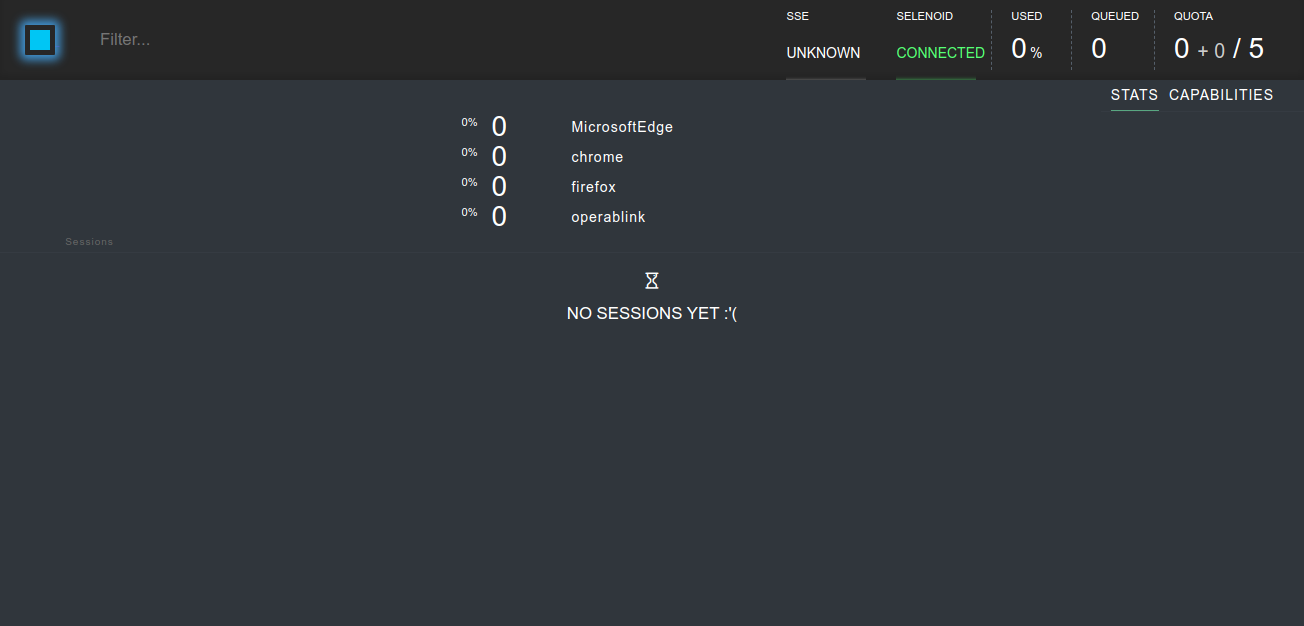 Filter...
SSE
UNKNOWN
SELENOID
CONNECTED
USED
0 %
QUEUED
0
QUOTA
0 + 0 / 5
STATS CAPABILITIES
0% 0 MicrosoftEdge
0% 0 chrome
0% 0 firefox
0% 0 operablink
Sessions
NO SESSIONS YET :'(